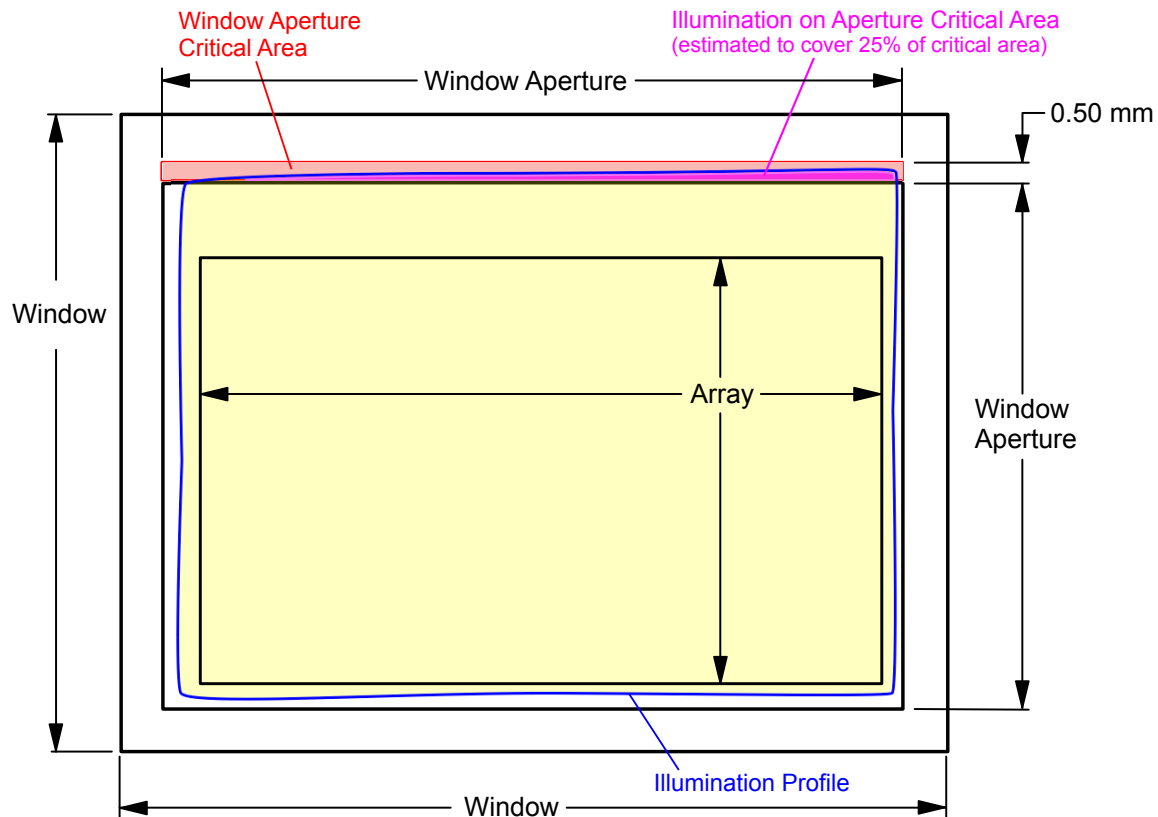 Window Aperture
Critical Area
Illumination on Aperture Critical Area
(estimated to cover 25% of critical area)
Window Aperture
0.50 mm
Window
Array
Window
Aperture
Illumination Profile
Window